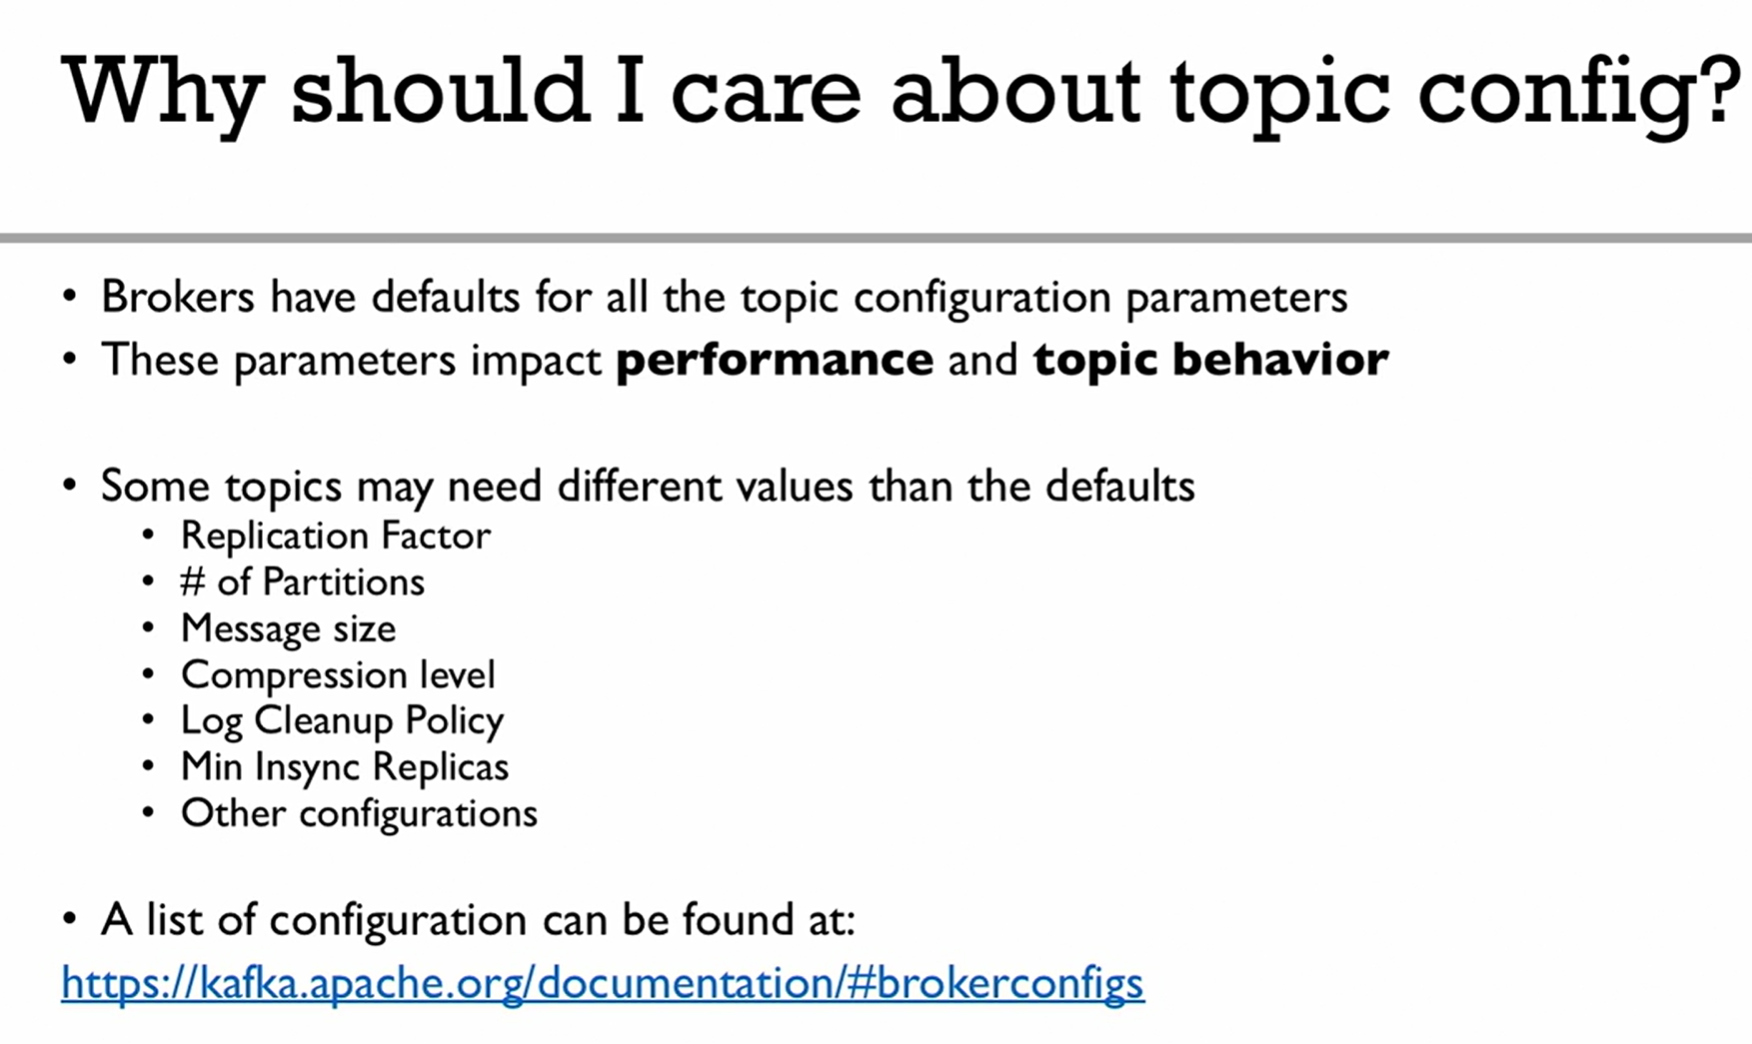 Why should I care about topic config?
• Brokers have defaults for all the topic configuration parameters
• These parameters impact performance and topic behavior
• Some topics may need different values than the defaults
• Replication Factor
• # of Partitions
• Message size
• Compression level
• Log Cleanup Policy
• Min Insync Replicas
• Other configurations
• A list of configuration can be found at:
https://kafka.apache.org/documentation/#brokerconfigs